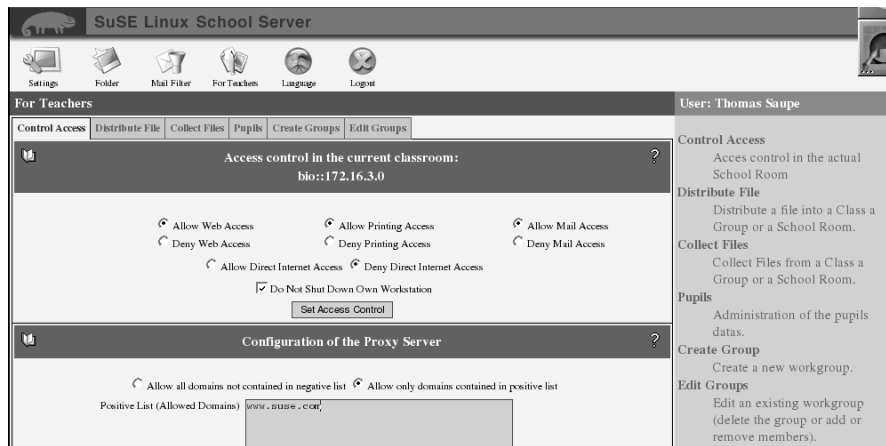 SuSE Linux School Server
Settings Folder Mail Filter For Teachers Language Logout
For Teachers
Control Access Distribute File Collect Files Pupils Create Groups Edit Groups
Access control in the current classroom:
bio::172.16.3.0
?
Allow Web Access Allow Printing Access Allow Mail Access
Deny Web Access Deny Printing Access Deny Mail Access
Allow Direct Internet Access Deny Direct Internet Access
Do Not Shut Down Own Workstation
Set Access Control
Configuration of the Proxy Server
?
Allow all domains not contained in negative list Allow only domains contained in positive list
Positive List (Allowed Domains) www.suse.com
User: Thomas Saupe
Control Access
Acces control in the actual
School Room
Distribute File
Distribute a file into a Class a
Group or a School Room.
Collect Files
Collect Files from a Class a
Group or a School Room.
Pupils
Administration of the pupils
datas.
Create Group
Create a new workgroup.
Edit Groups
Edit an existing workgroup
(delete the group or add or
remove members).